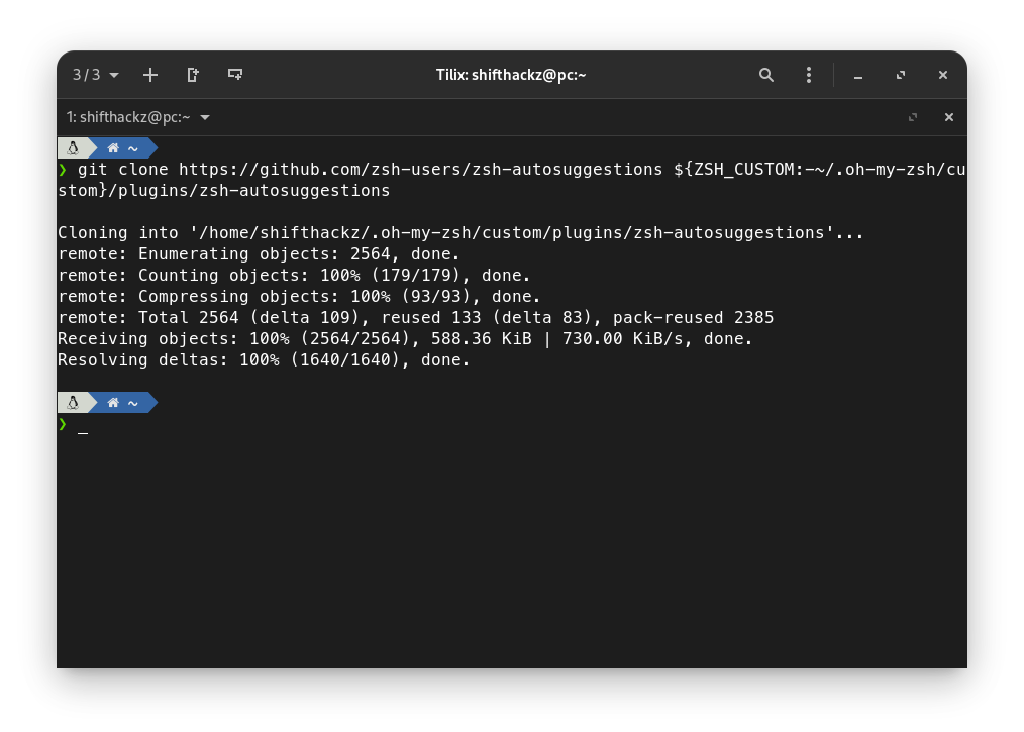 3 / 3
Tilix: shifthackz@pc:~
1: shifthackz@pc:~
~
❯ git clone https://github.com/zsh-users/zsh-autosuggestions ${ZSH_CUSTOM:-~/.oh-my-zsh/cu
stom}/plugins/zsh-autosuggestions
Cloning into '/home/shifthackz/.oh-my-zsh/custom/plugins/zsh-autosuggestions'...
remote: Enumerating objects: 2564, done.
remote: Counting objects: 100% (179/179), done.
remote: Compressing objects: 100% (93/93), done.
remote: Total 2564 (delta 109), reused 133 (delta 83), pack-reused 2385
Receiving objects: 100% (2564/2564), 588.36 KiB | 730.00 KiB/s, done.
Resolving deltas: 100% (1640/1640), done.
~
❯ _